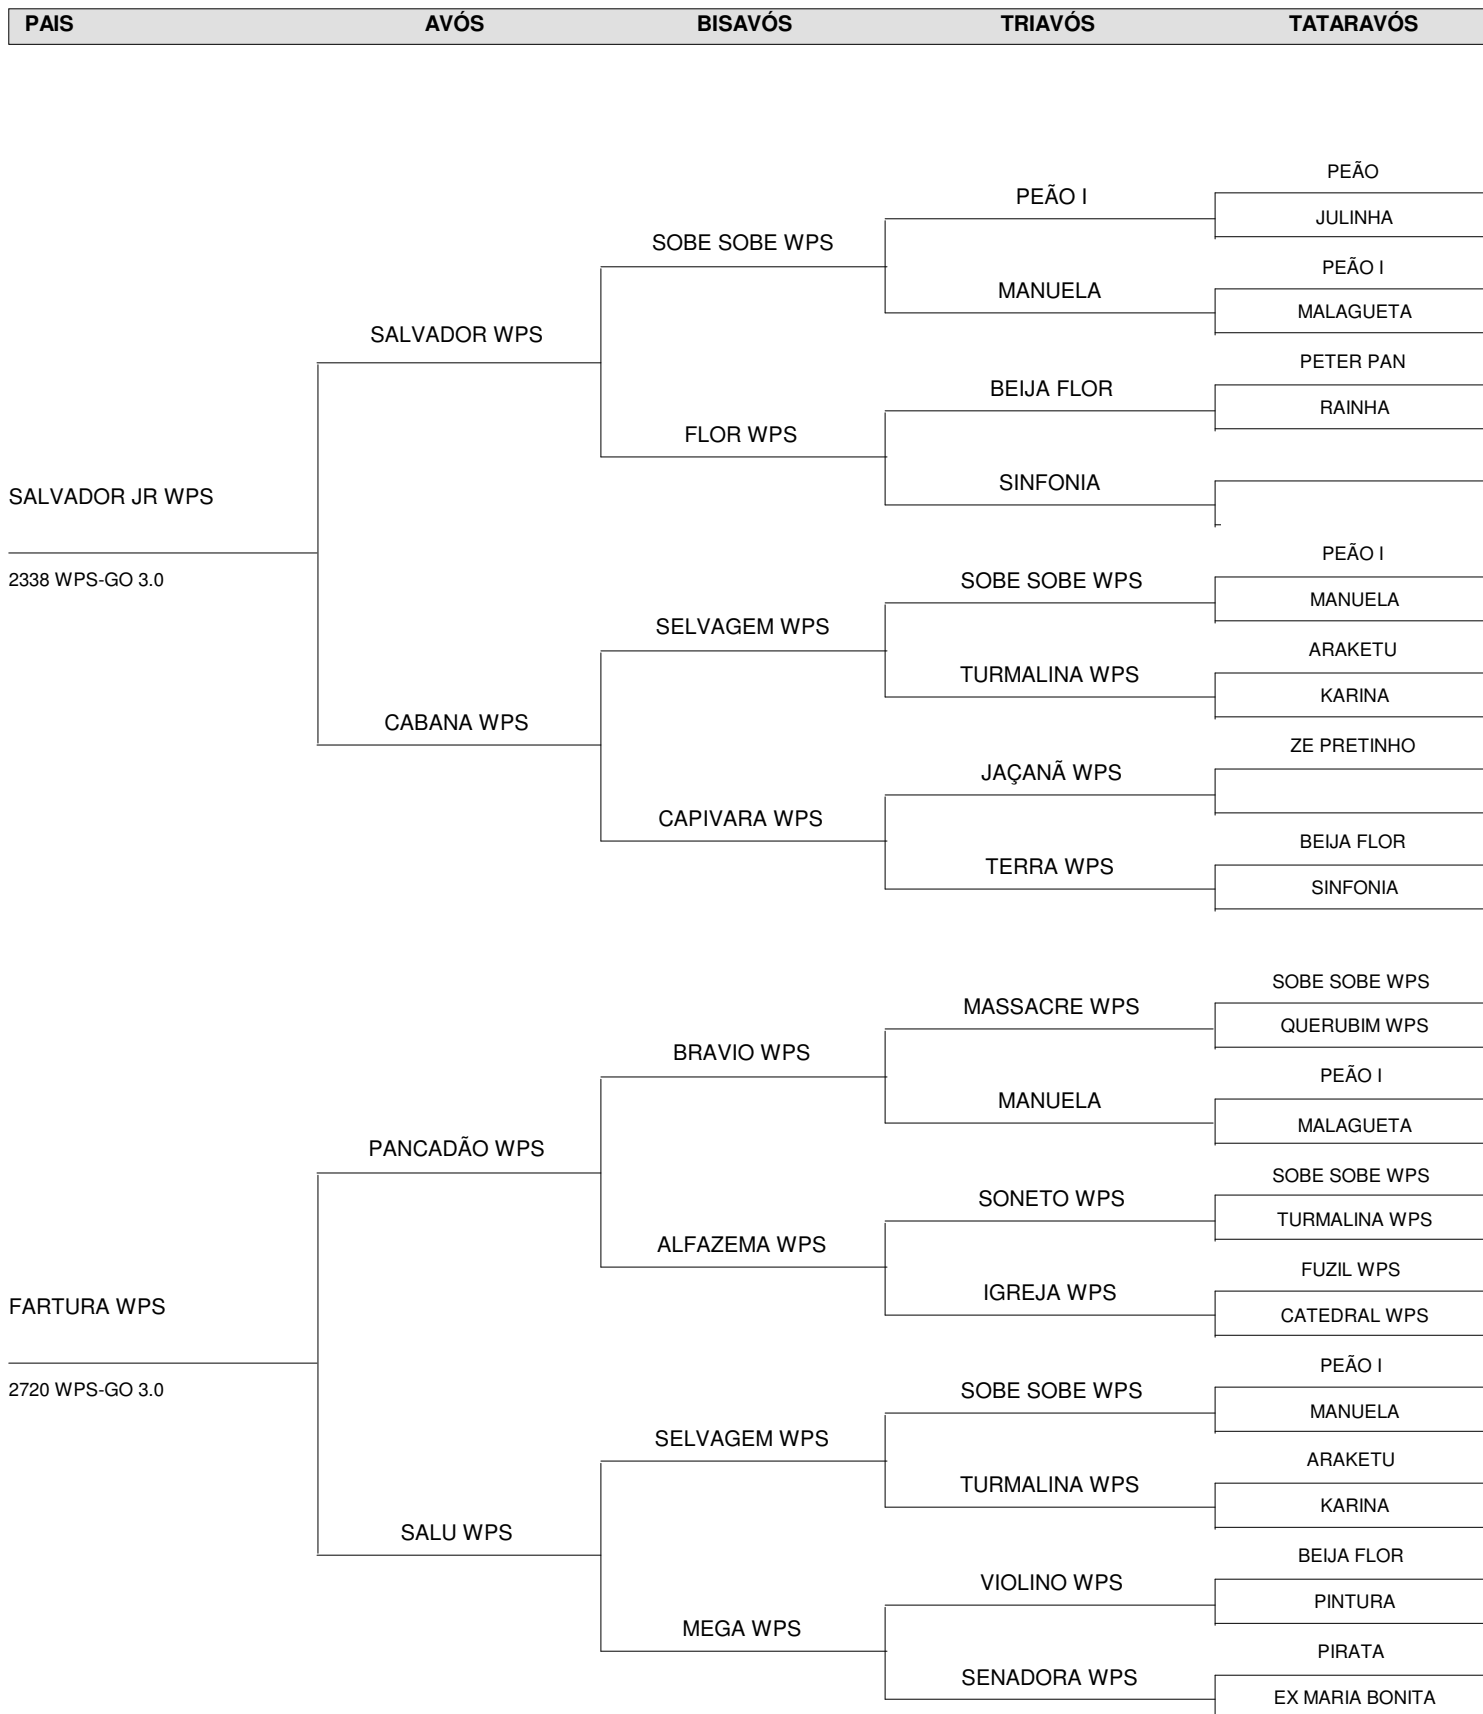 PAIS AVÓS BISAVÓS TRIAVÓS TATARAVÓS
PEÃO
PEÃO I
JULINHA
SOBE SOBE WPS
PEÃO I
MANUELA
MALAGUETA
SALVADOR WPS
PETER PAN
BEIJA FLOR
RAINHA
FLOR WPS
SINFONIA
SALVADOR JR WPS
PEÃO I
2338 WPS-GO 3.0
SOBE SOBE WPS
MANUELA
SELVAGEM WPS
ARAKETU
TURMALINA WPS
KARINA
CABANA WPS
ZE PRETINHO
JAÇANÃ WPS
CAPIVARA WPS
BEIJA FLOR
TERRA WPS
SINFONIA
SOBE SOBE WPS
MASSACRE WPS
QUERUBIM WPS
BRAVIO WPS
PEÃO I
MANUELA
MALAGUETA
PANCADÃO WPS
SOBE SOBE WPS
SONETO WPS
TURMALINA WPS
ALFAZEMA WPS
FUZIL WPS
IGREJA WPS
FARTURA WPS
CATEDRAL WPS
PEÃO I
2720 WPS-GO 3.0
SOBE SOBE WPS
MANUELA
SELVAGEM WPS
ARAKETU
TURMALINA WPS
KARINA
SALU WPS
BEIJA FLOR
VIOLINO WPS
PINTURA
MEGA WPS
PIRATA
SENADORA WPS
EX MARIA BONITA